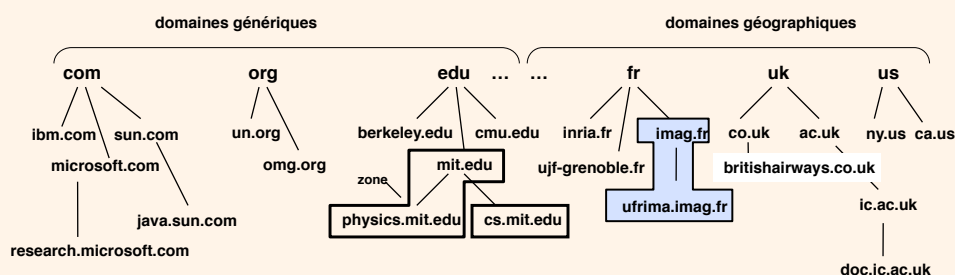 domaines génériques domaines géographiques
com org edu ... ... fr uk us
ibm.com sun.com un.org berkeley.edu cmu.edu inria.fr imag.fr co.uk ac.uk ny.us ca.us
microsoft.com omg.org mit.edu ujf-grenoble.fr britishairways.co.uk
zone
java.sun.com physics.mit.edu cs.mit.edu ufrima.imag.fr ic.ac.uk
research.microsoft.com
doc.ic.ac.uk